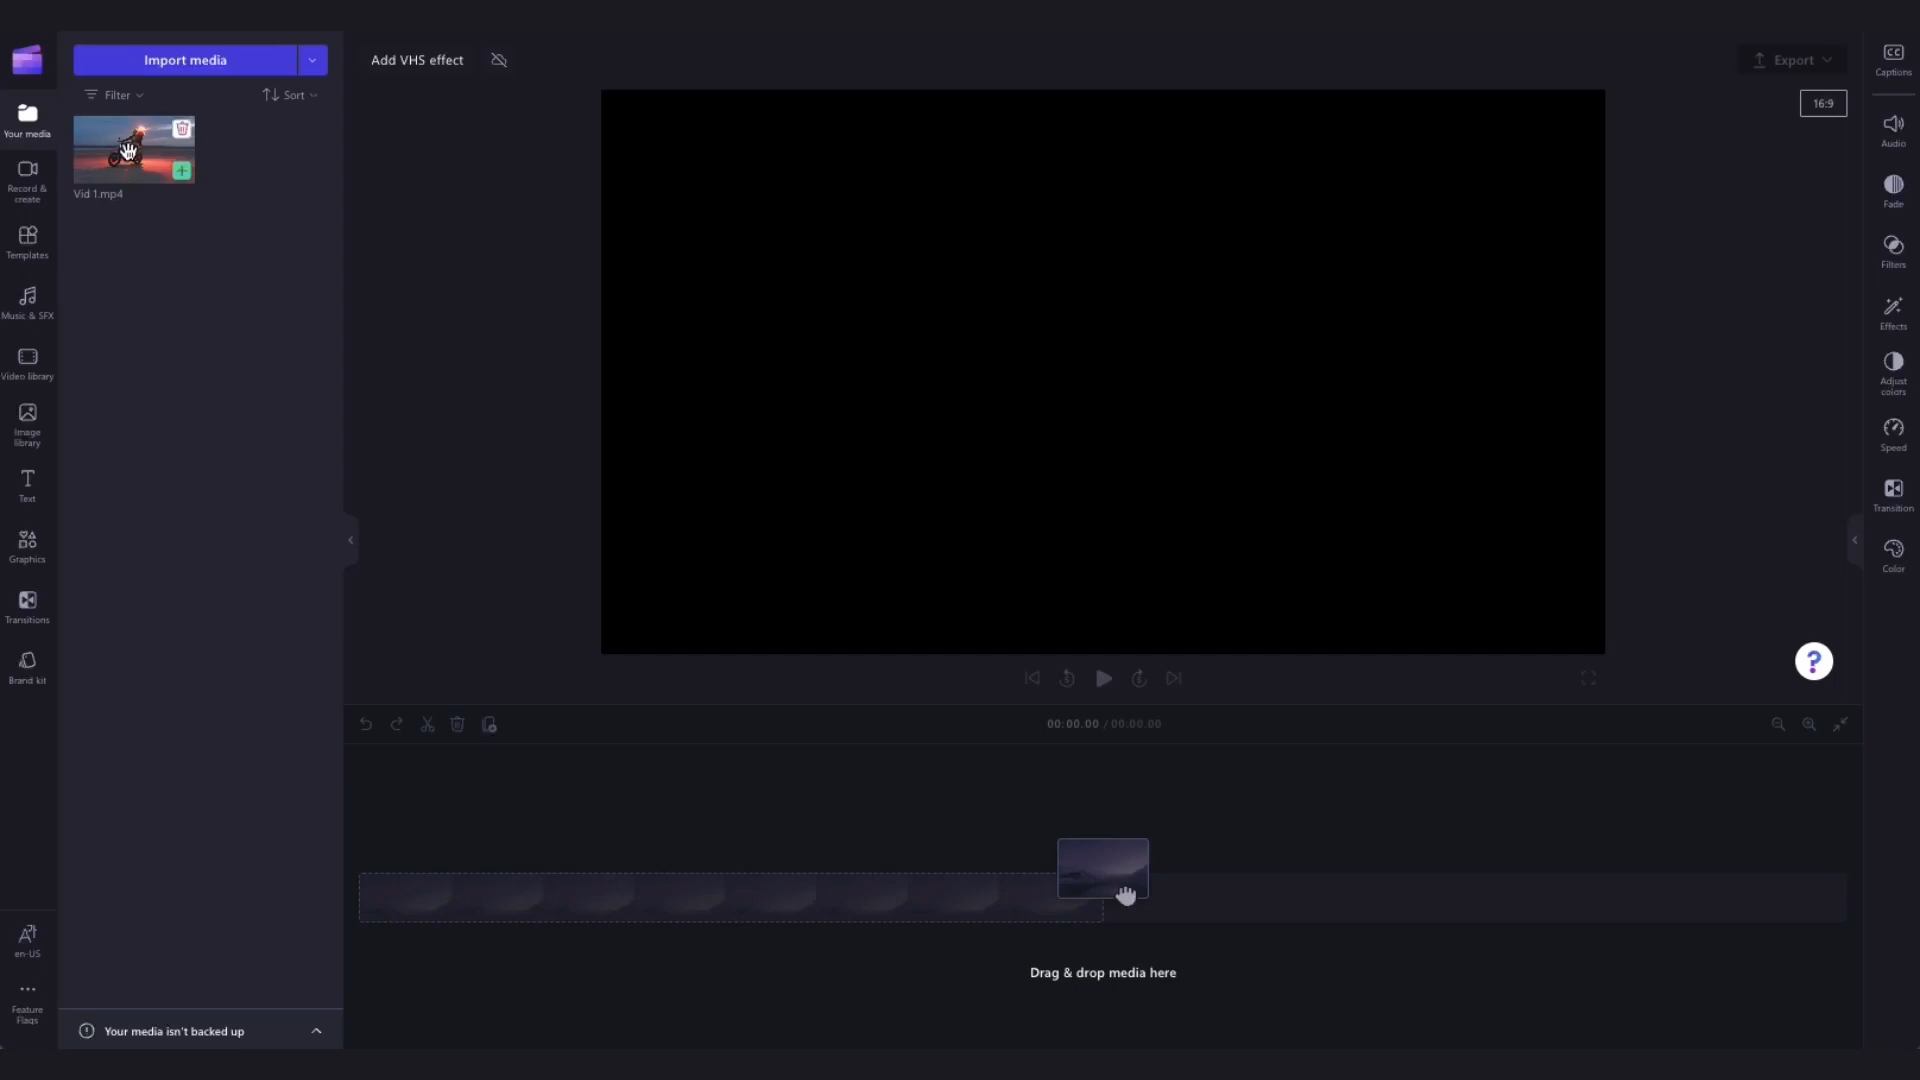 Import media
Add VHS effect
Export
CC
Captions
Filter
Sort
16:9
Your media
Audio
Vid 1.mp4
Record &
create
Fade
Templates
Filters
Music & SFX
Effects
Video library
Adjust
colors
Image
library
Speed
T
Text
Transition
Graphics
Color
Transitions
Brand kit
?
5
5
00:00.00 / 00:00.00
Drag & drop media here
en-US
Feature
Flags
Your media isn't backed up